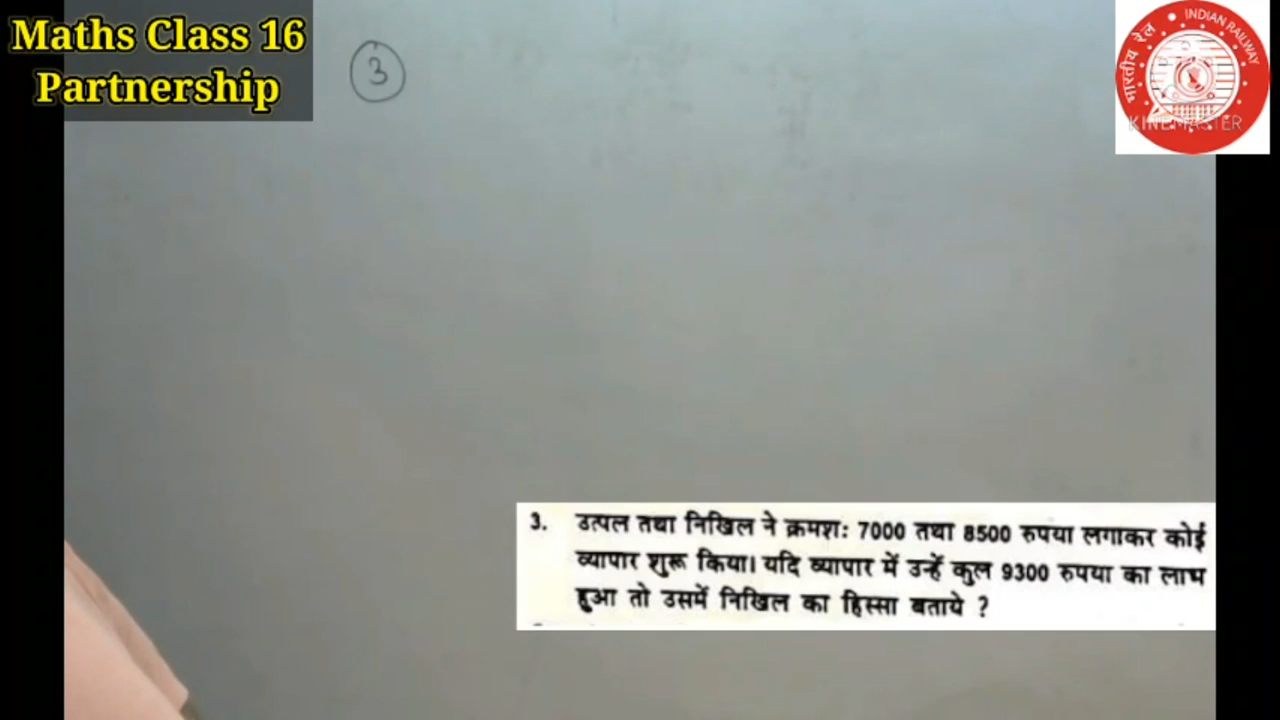 Maths Class 16
Partnership
3
भारतीय रेल
INDIAN RAILWAY
KINEMASTER
3. उत्पल तथा निखिल ने क्रमशः 7000 तथा 8500 रुपया लगाकर कोई
व्यापार शुरू किया। यदि व्यापार में उन्हें कुल 9300 रुपया का लाभ
हुआ तो उसमें निखिल का हिस्सा बताये ?